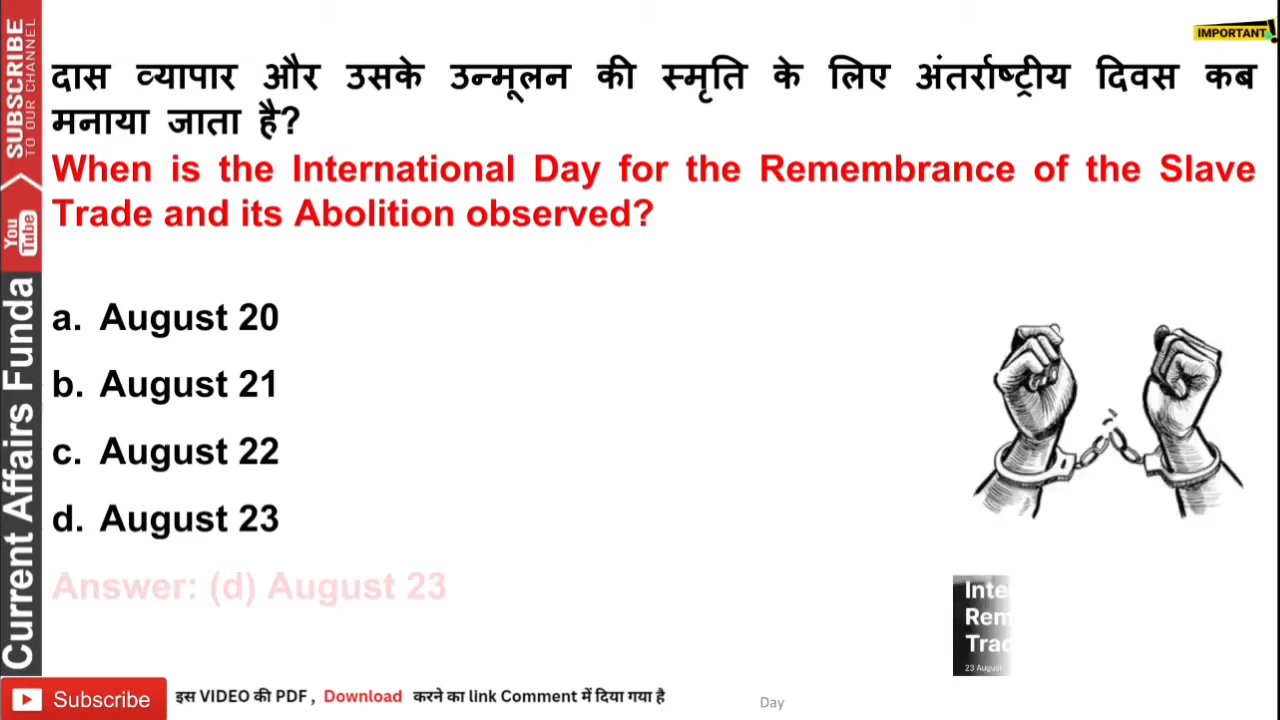 IMPORTANT!
दास व्यापार और उसके उन्मूलन की स्मृति के लिए अंतर्राष्ट्रीय दिवस कब
मनाया जाता है?
When is the International Day for the Remembrance of the Slave
Trade and its Abolition observed?
a. August 20
b. August 21
c. August 22
d. August 23
Answer: (d) August 23
23 August
SUBSCRIBE
TO OUR CHANNEL
You
Tube
Current Affairs Funda
Subscribe
इस VIDEO की PDF , Download करने का link Comment में दिया गया है
Day